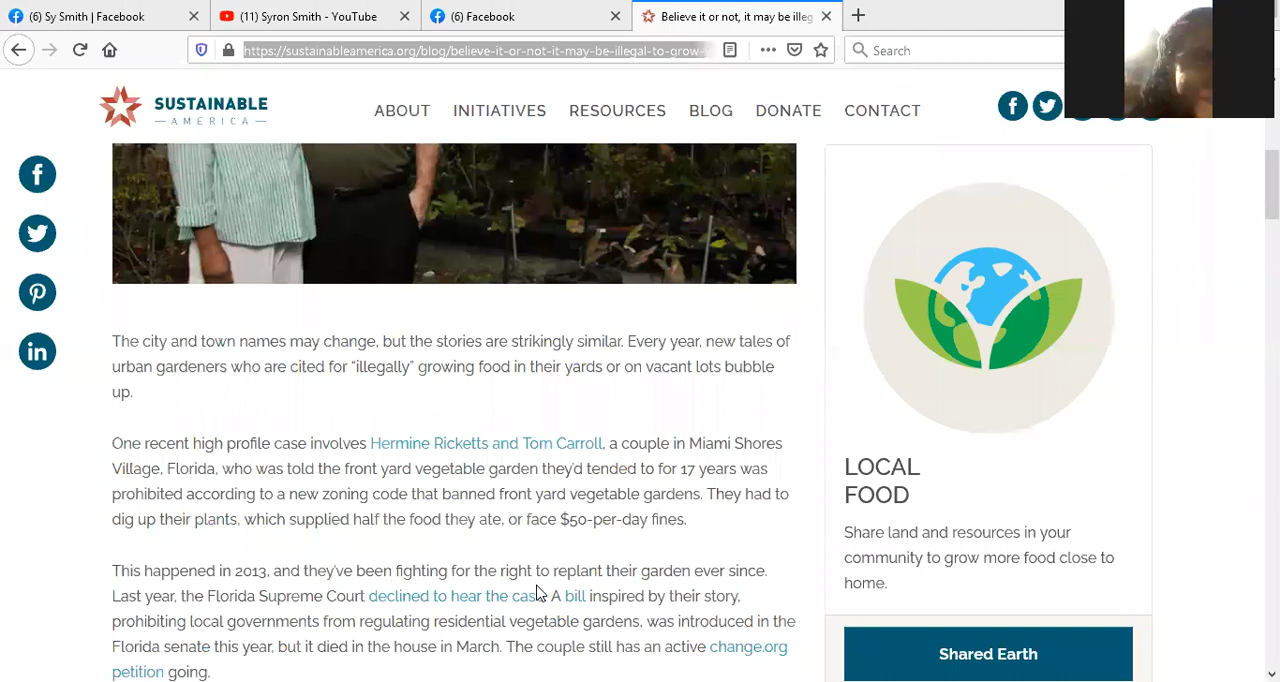 (6) Sy Smith | Facebook
(11) Syron Smith - YouTube
(6) Facebook
Believe it or not, it may be illeg
https://sustainableamerica.org/blog/believe-it-or-not-it-may-be-illegal-to-grow-
Search
SUSTAINABLE
AMERICA
ABOUT INITIATIVES RESOURCES BLOG DONATE CONTACT
The city and town names may change, but the stories are strikingly similar. Every year, new tales of
urban gardeners who are cited for “illegally” growing food in their yards or on vacant lots bubble
up.
One recent high profile case involves Hermine Ricketts and Tom Carroll, a couple in Miami Shores
Village, Florida, who was told the front yard vegetable garden they’d tended to for 17 years was
prohibited according to a new zoning code that banned front yard vegetable gardens. They had to
dig up their plants, which supplied half the food they ate, or face $50-per-day fines.
This happened in 2013, and they’ve been fighting for the right to replant their garden ever since.
Last year, the Florida Supreme Court declined to hear the cas A bill inspired by their story,
prohibiting local governments from regulating residential vegetable gardens, was introduced in the
Florida senate this year, but it died in the house in March. The couple still has an active change.org
petition going.
LOCAL
FOOD
Share land and resources in your
community to grow more food close to
home.
Shared Earth